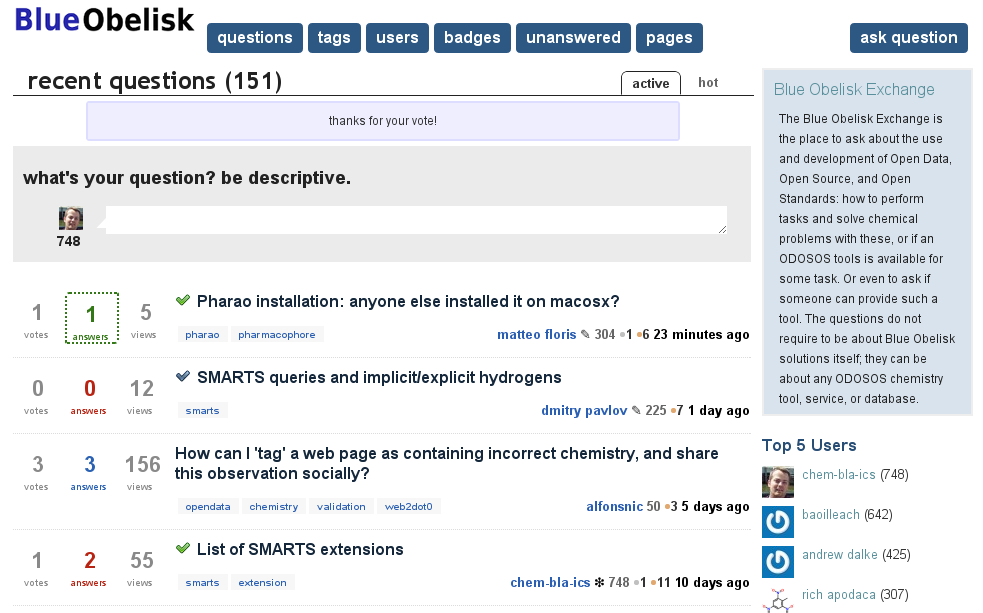 BlueObelisk
questions tags users badges unanswered pages ask question
recent questions (151)
active hot
thanks for your vote!
what's your question? be descriptive.
748
1 votes 1 answers 5 views
Pharao installation: anyone else installed it on macosx?
pharao pharmacophore
matteo floris ✎ 304 ●1 ●6 23 minutes ago
0 votes 0 answers 12 views
SMARTS queries and implicit/explicit hydrogens
smarts
dmitry pavlov ✎ 225 ●7 1 day ago
3 votes 3 answers 156 views
How can I 'tag' a web page as containing incorrect chemistry, and share
this observation socially?
opendata chemistry validation web2dot0
alfonsnic 50 ●3 5 days ago
1 votes 2 answers 55 views
List of SMARTS extensions
smarts extension
chem-bla-ics ✻ 748 ●1 ●11 10 days ago
Blue Obelisk Exchange
The Blue Obelisk Exchange is
the place to ask about the use
and development of Open Data,
Open Source, and Open
Standards: how to perform
tasks and solve chemical
problems with these, or if an
ODOSOS tools is available for
some task. Or even to ask if
someone can provide such a
tool. The questions do not
require to be about Blue Obelisk
solutions itself; they can be
about any ODOSOS chemistry
tool, service, or database.
Top 5 Users
chem-bla-ics (748)
baoilleach (642)
andrew dalke (425)
rich apodaca (307)